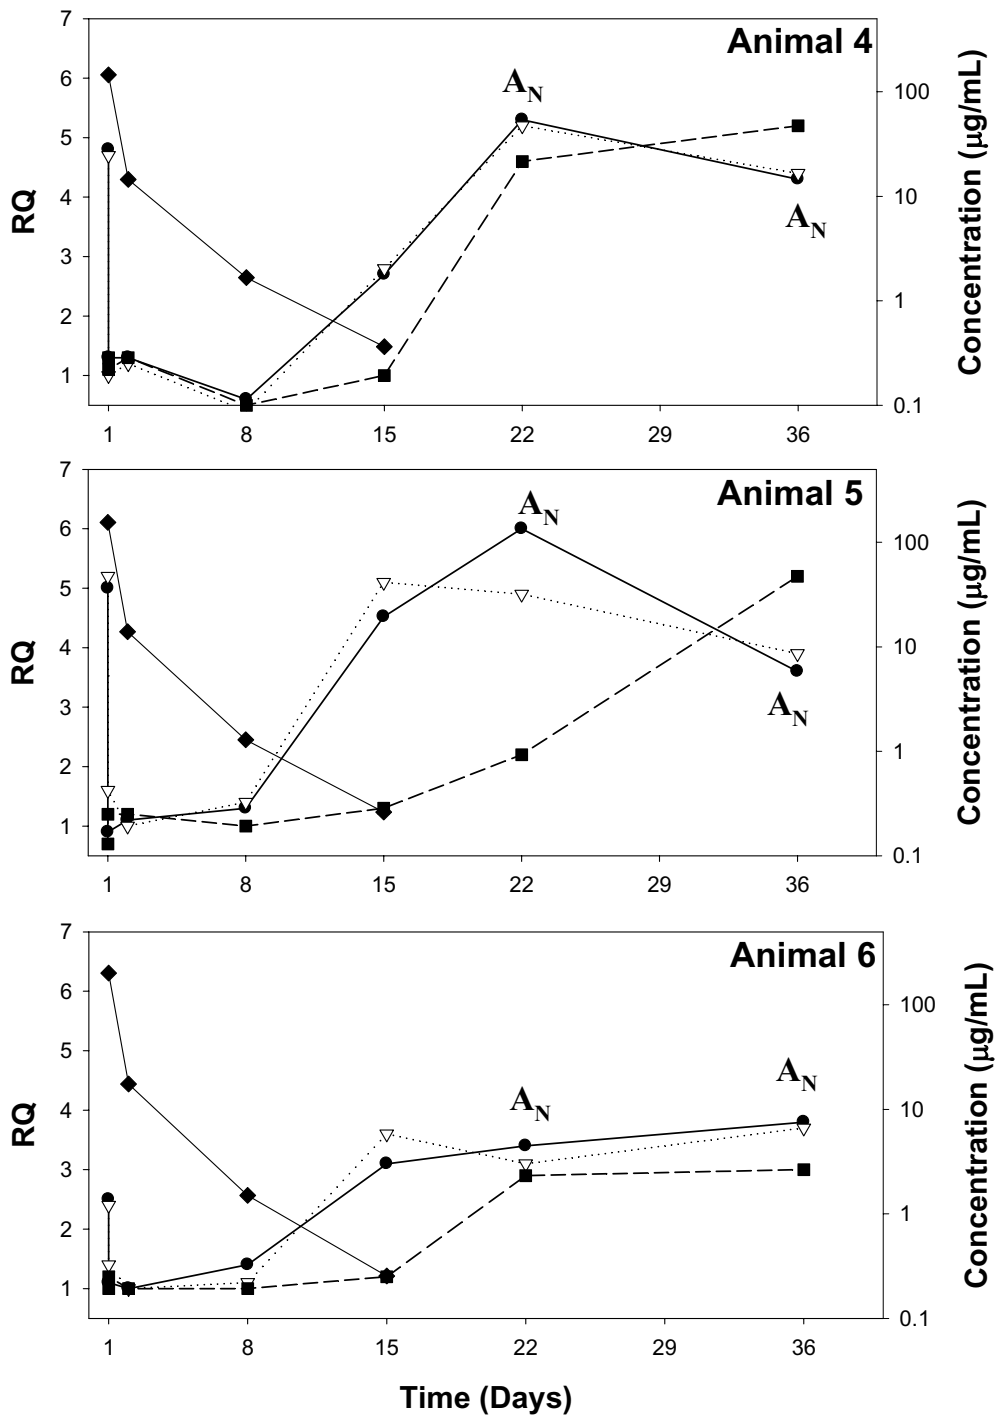 Animal 4
7
6
5
4
3
2
1
RQ
100
10
1
0.1
Concentration (μg/mL)
A_N
A_N
1 8 15 22 29 36
Animal 5
7
6
5
4
3
2
1
RQ
100
10
1
0.1
Concentration (μg/mL)
A_N
A_N
1 8 15 22 29 36
Animal 6
7
6
5
4
3
2
1
RQ
100
10
1
0.1
Concentration (μg/mL)
A_N
A_N
1 8 15 22 29 36
Time (Days)